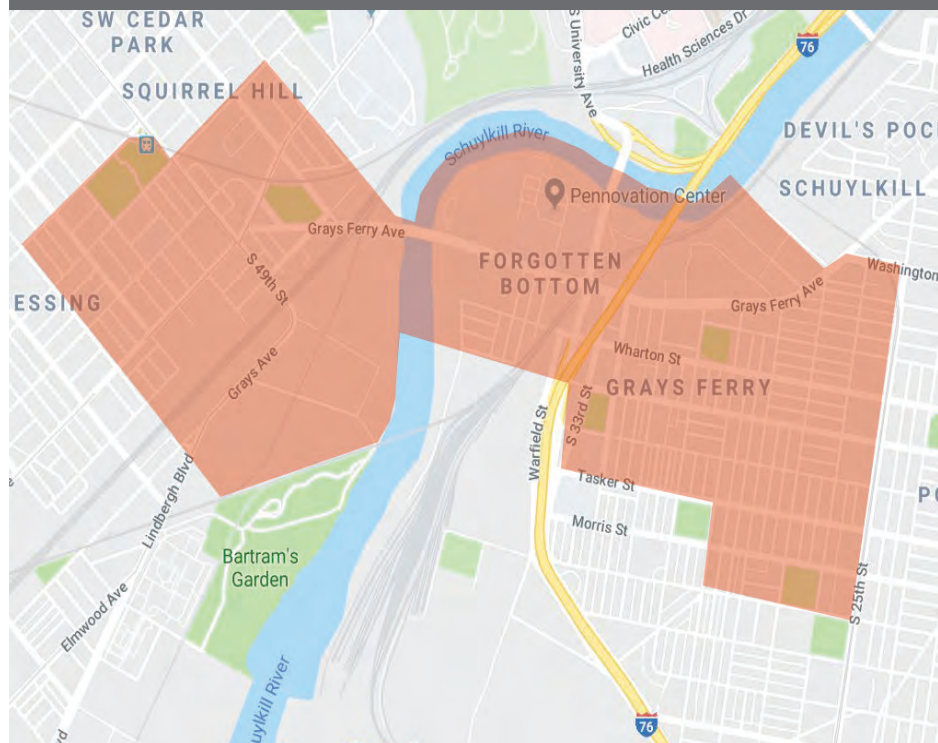 SW CEDAR
PARK
SQUIRREL HILL
S University Ave
Civic Ce
Health Sciences Dr
76
DEVIL'S POC
SCHUYLKILL
Schuylkill River
Pennovation Center
Grays Ferry Ave
FORGOTTEN
BOTTOM
Washington
S 49th St
ESSING
Grays Ferry Ave
Wharton St
Grays Ave
GRAYS FERRY
S 33rd St
Warfield St
Tasker St
Lindbergh Blvd
Morris St
Bartram's
Garden
S 25th St
Elmwood Ave
uylkill River
76
vd